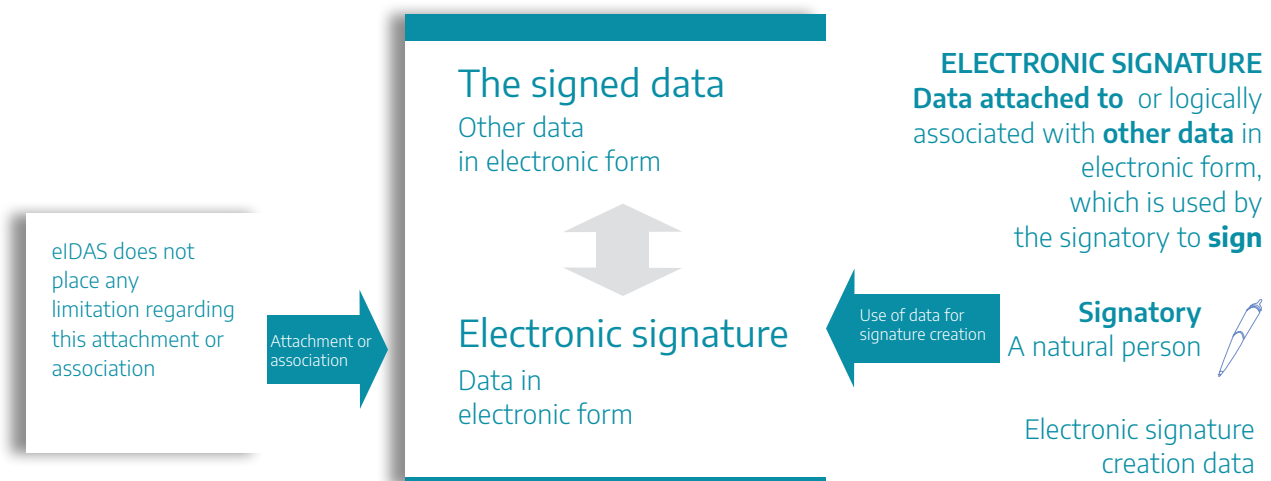 eIDAS does not
place any
limitation regarding
this attachment or
association
Attachment or
association
The signed data
Other data
in electronic form
Electronic signature
Data in
electronic form
Use of data for
signature creation
ELECTRONIC SIGNATURE
Data attached to or logically
associated with other data in
electronic form,
which is used by
the signatory to sign
Signatory
A natural person
Electronic signature
creation data